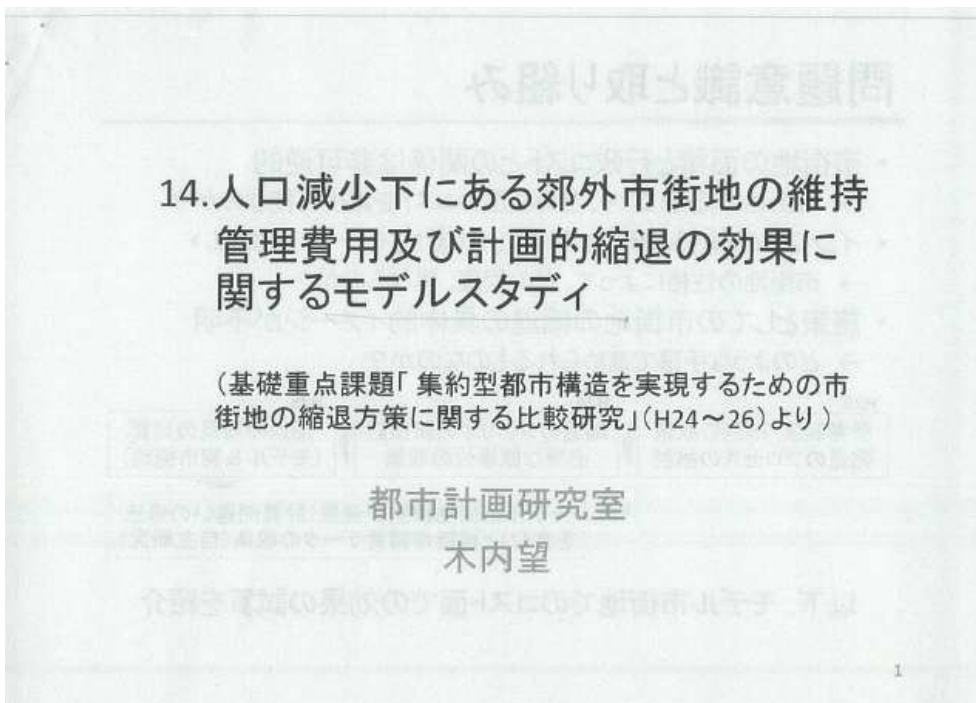 14.人口減少下にある郊外市街地の維持
管理費用及び計画的縮退の効果に
関するモデルスタディ
(基礎重点課題「集約型都市構造を実現するための市
街地の縮退方策に関する比較研究」(H24～26)より)
都市計画研究室
木内望
1